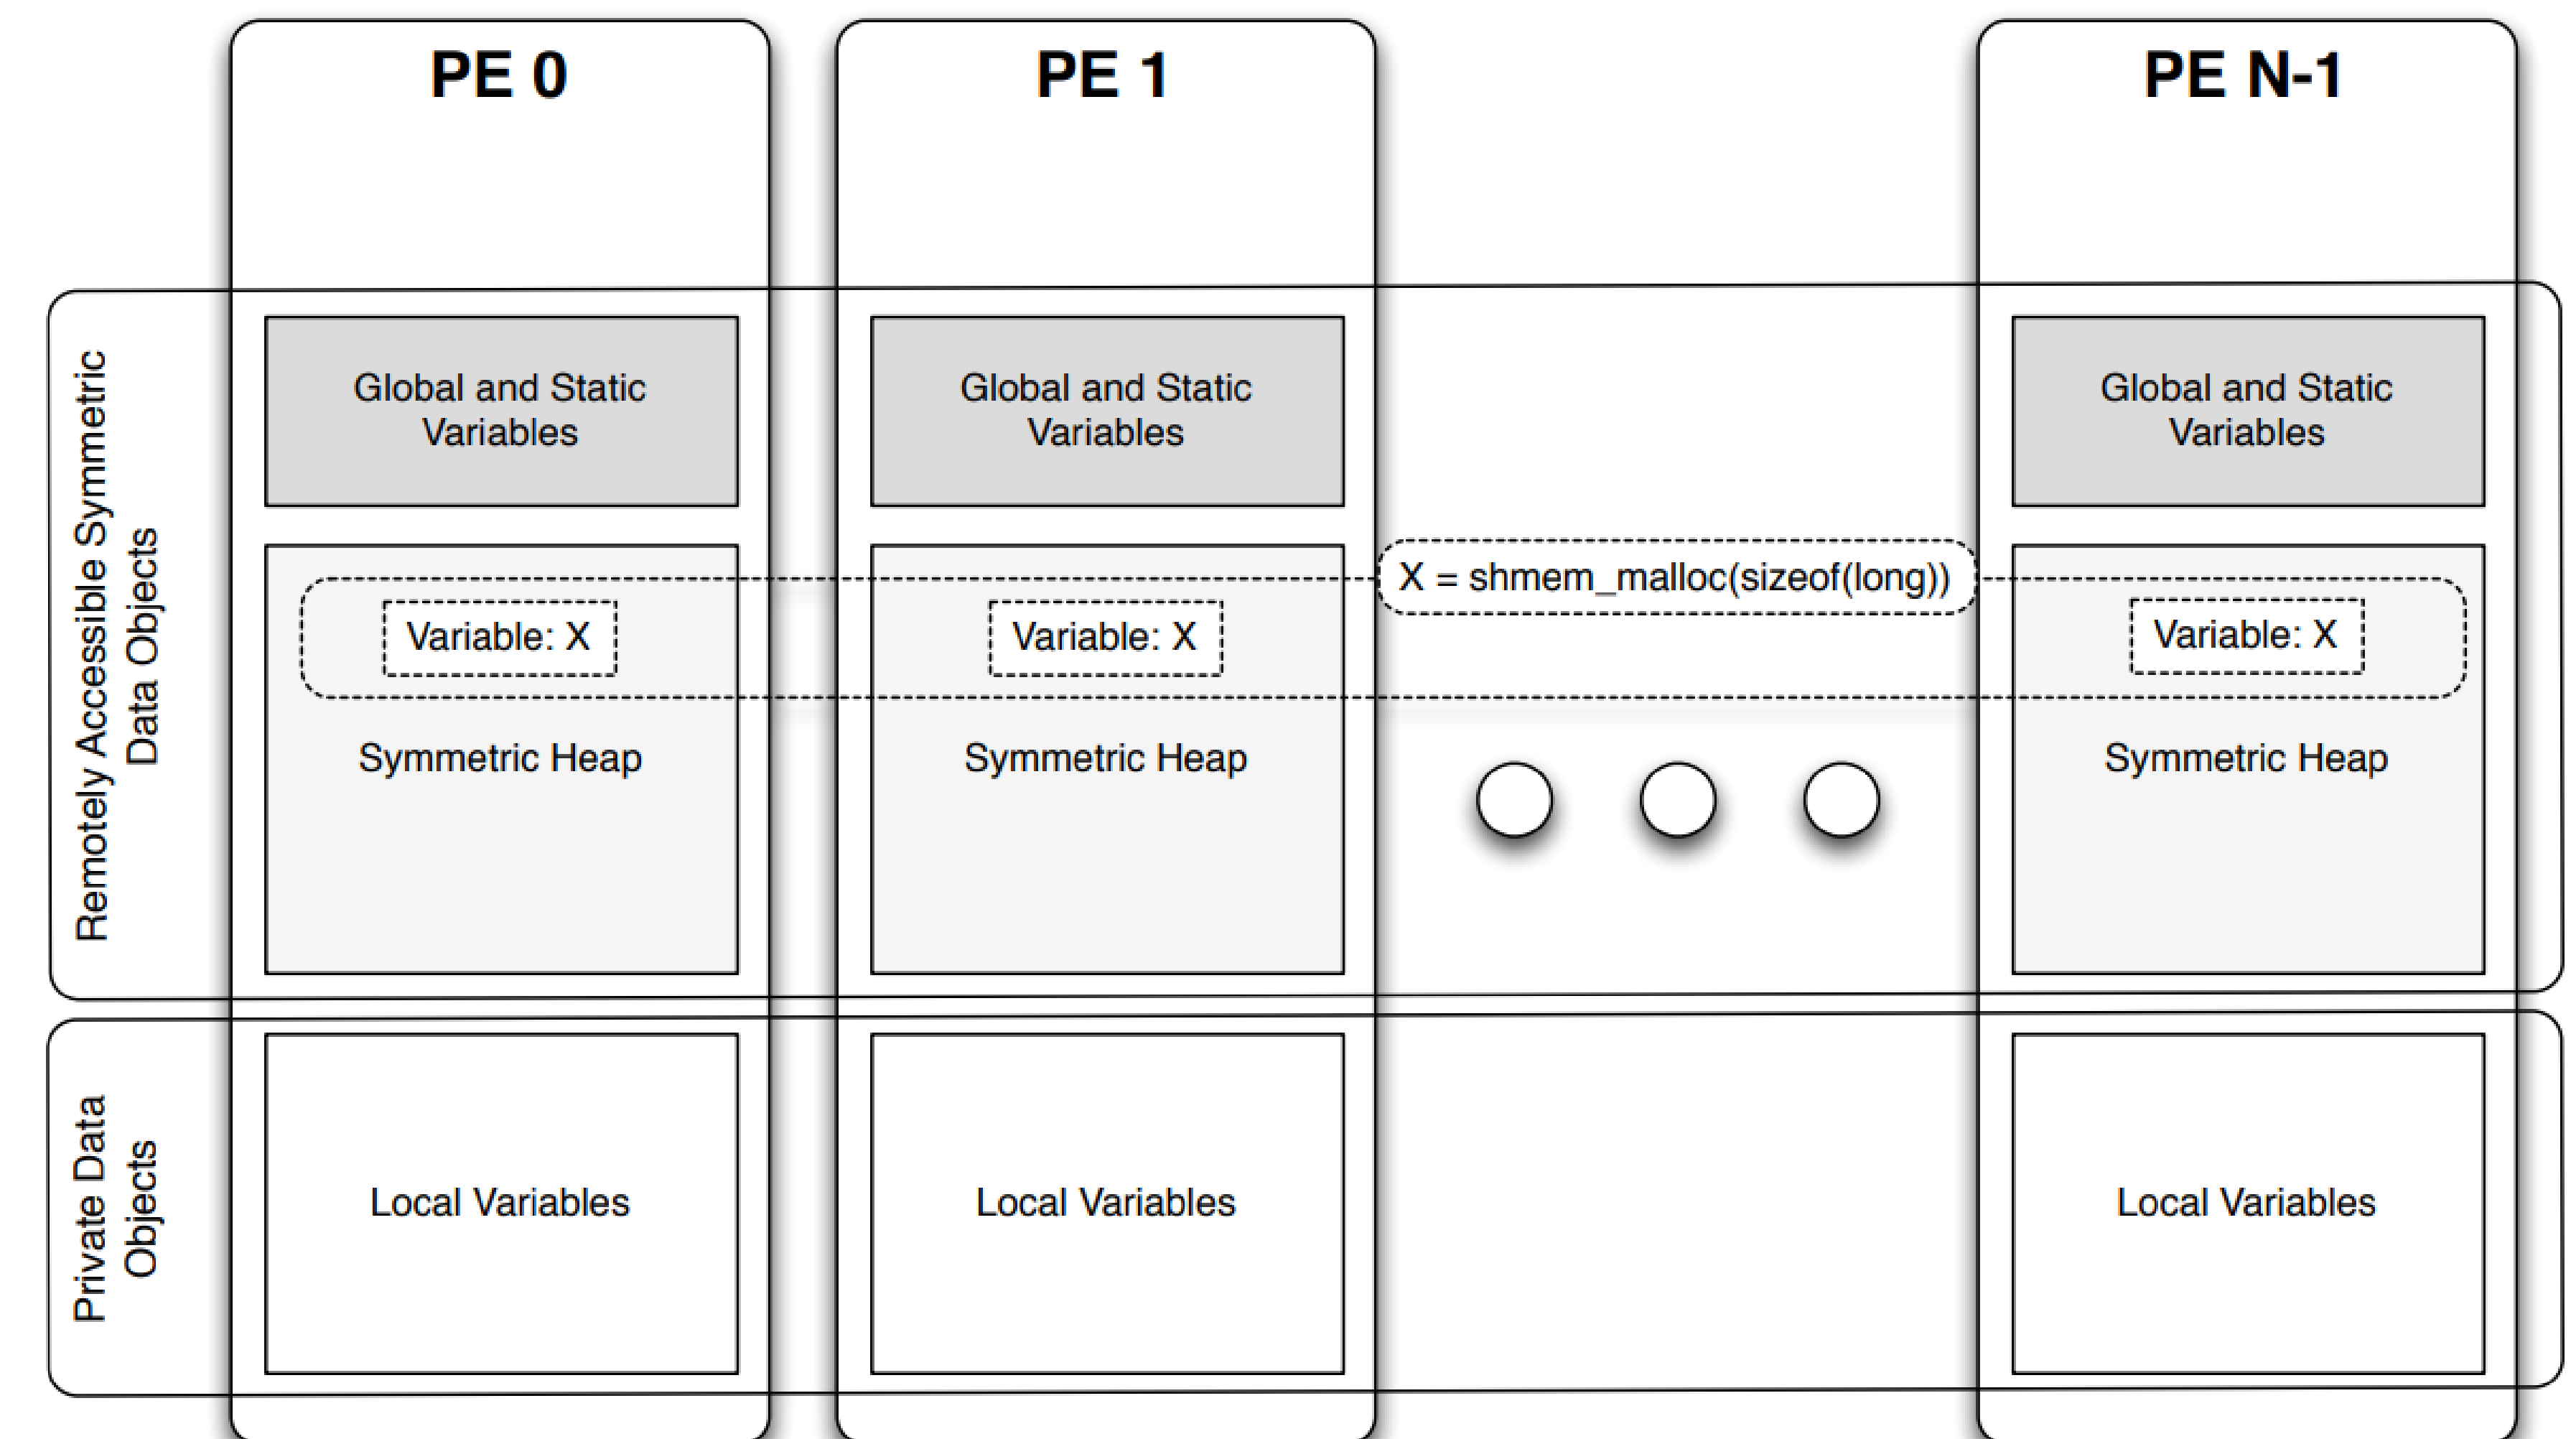 PE 0
PE 1
PE N-1
Remotely Accessible Symmetric
Data Objects
Global and Static
Variables
Global and Static
Variables
Global and Static
Variables
X = shmem_malloc(sizeof(long))
Variable: X
Variable: X
Variable: X
Symmetric Heap
Symmetric Heap
Symmetric Heap
Private Data
Objects
Local Variables
Local Variables
Local Variables